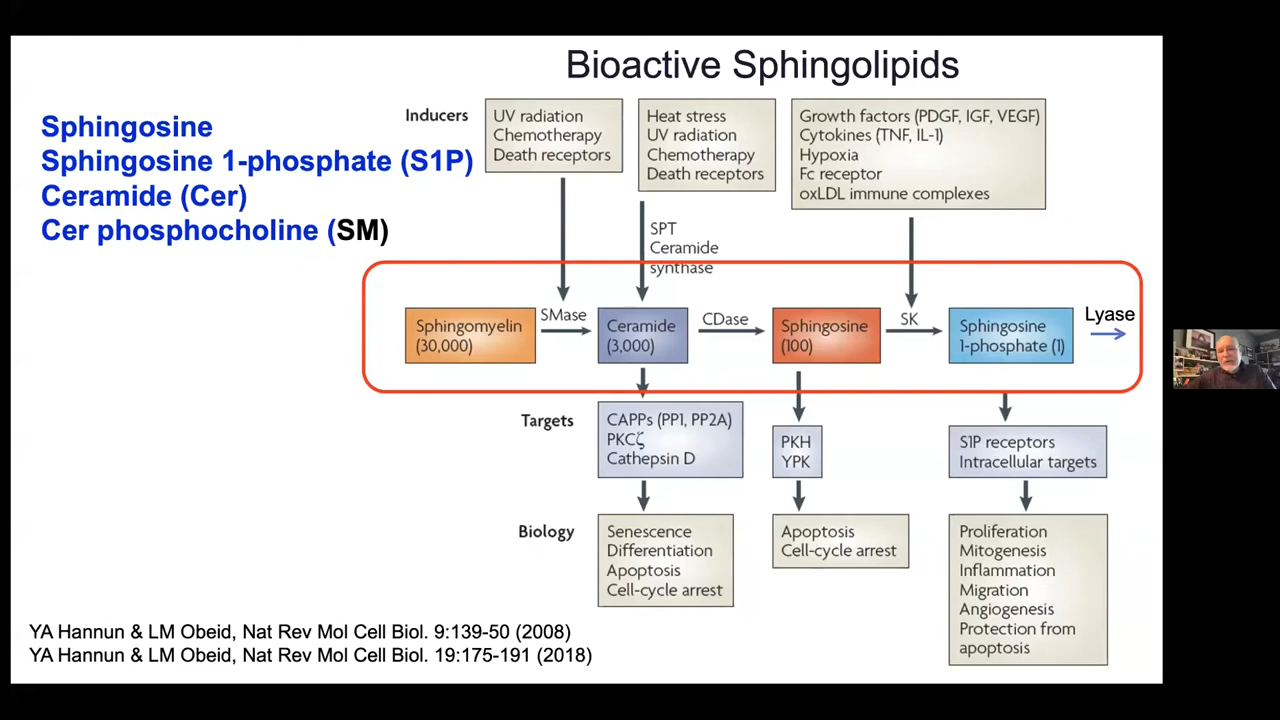 Bioactive Sphingolipids
Sphingosine
Sphingosine 1-phosphate (S1P)
Ceramide (Cer)
Cer phosphocholine (SM)
Inducers
UV radiation
Chemotherapy
Death receptors
Heat stress
UV radiation
Chemotherapy
Death receptors
Growth factors (PDGF, IGF, VEGF)
Cytokines (TNF, IL-1)
Hypoxia
Fc receptor
oxLDL immune complexes
SPT
Ceramide
synthase
Sphingomyelin
(30,000)
SMase
Ceramide
(3,000)
CDase
Sphingosine
(100)
SK
Sphingosine
1-phosphate (1)
Lyase
Targets
CAPPs (PP1, PP2A)
PKCζ
Cathepsin D
PKH
YPK
S1P receptors
Intracellular targets
Biology
Senescence
Differentiation
Apoptosis
Cell-cycle arrest
Apoptosis
Cell-cycle arrest
Proliferation
Mitogenesis
Inflammation
Migration
Angiogenesis
Protection from
apoptosis
YA Hannun & LM Obeid, Nat Rev Mol Cell Biol. 9:139-50 (2008)
YA Hannun & LM Obeid, Nat Rev Mol Cell Biol. 19:175-191 (2018)